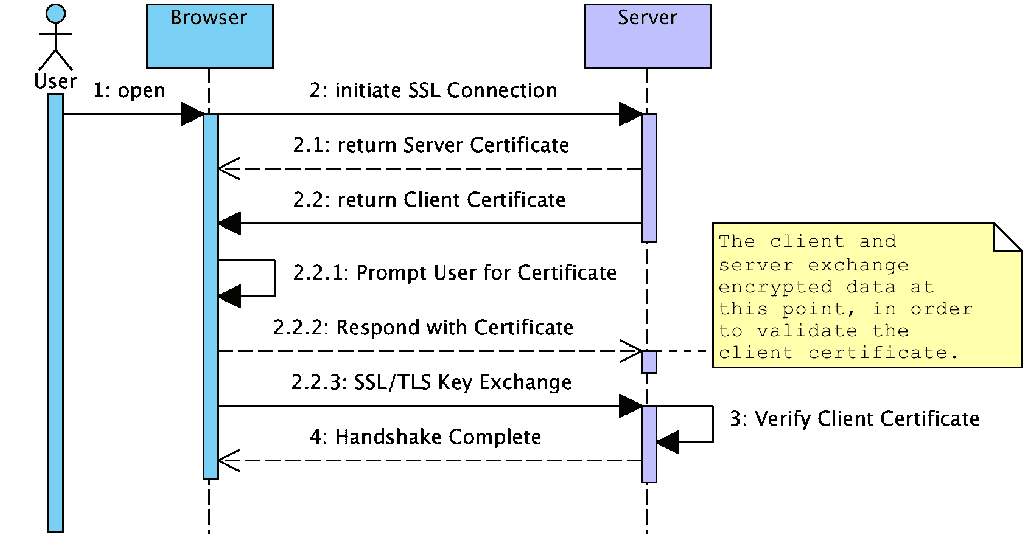 Browser
Server
User
1: open
2: initiate SSL Connection
2.1: return Server Certificate
2.2: return Client Certificate
The client and
server exchange
encrypted data at
this point, in order
to validate the
client certificate.
2.2.1: Prompt User for Certificate
2.2.2: Respond with Certificate
2.2.3: SSL/TLS Key Exchange
3: Verify Client Certificate
4: Handshake Complete